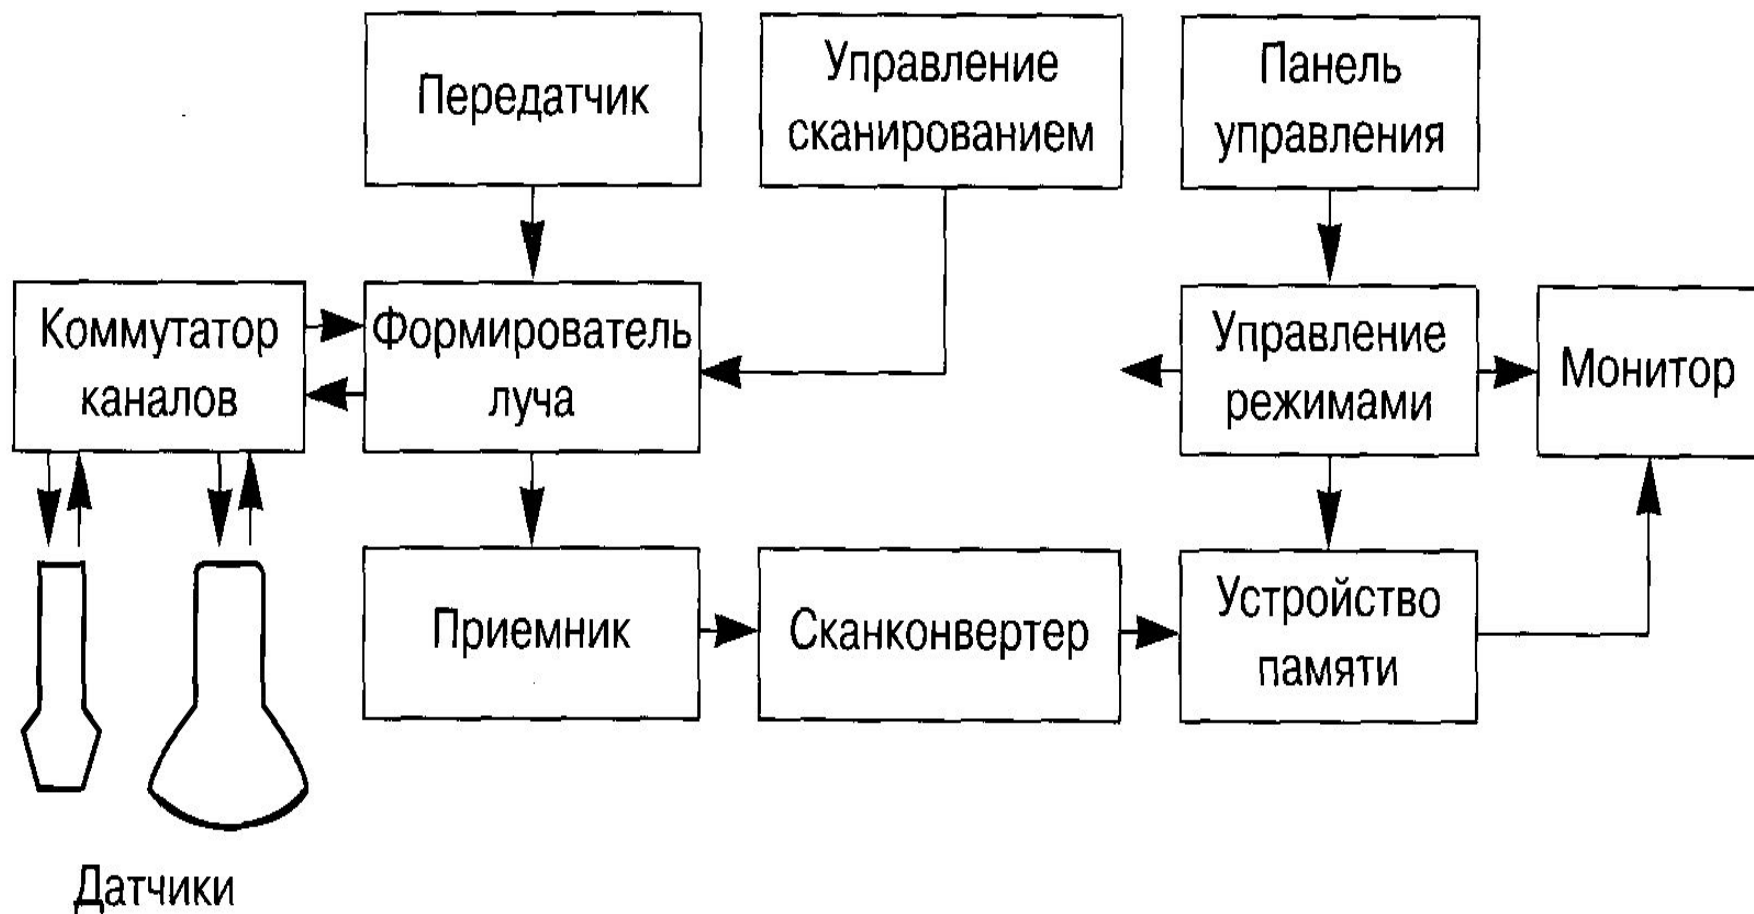 Передатчик
Управление
сканированием
Панель
управления
Коммутатор
каналов
Формирователь
луча
Управление
режимами
Монитор
Приемник
Сканконвертер
Устройство
памяти
Датчики